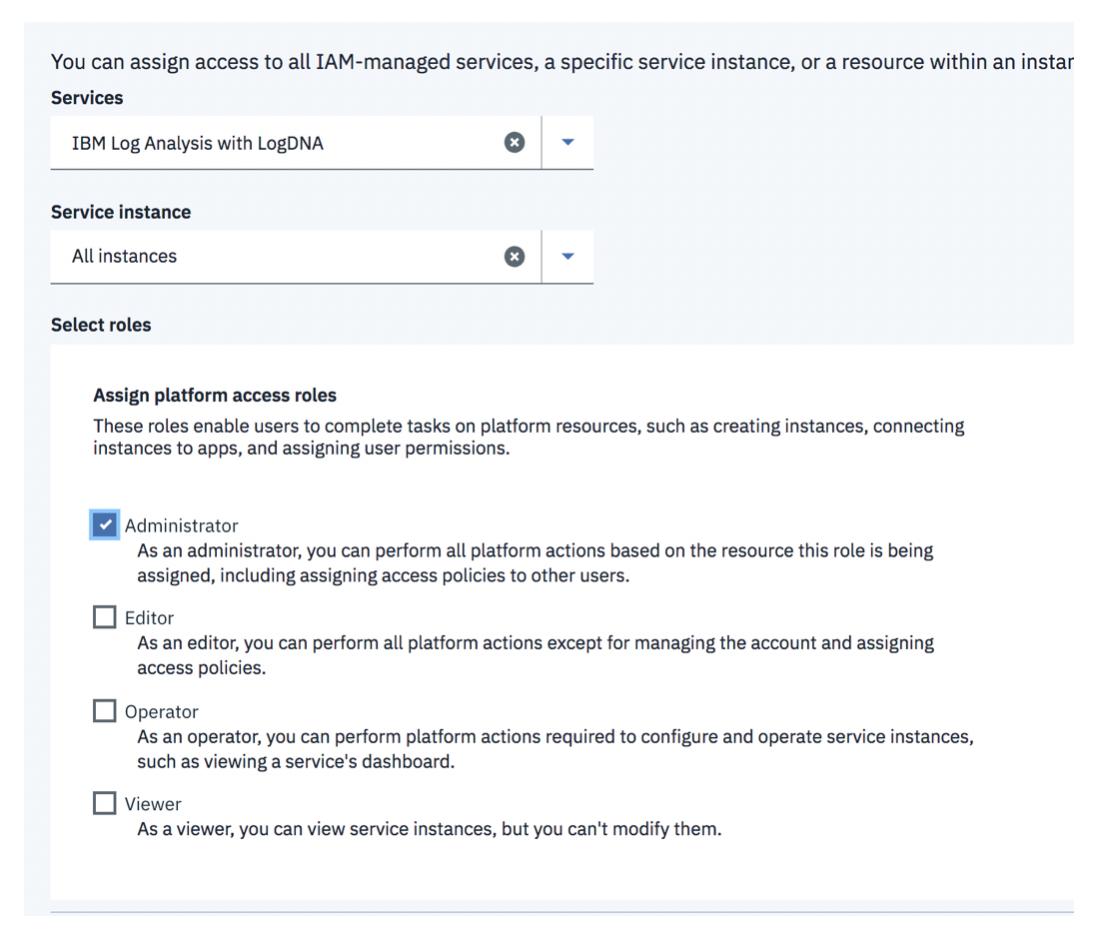 You can assign access to all IAM-managed services, a specific service instance, or a resource within an
Services
IBM Log Analysis with LogDNA
Service instance
All instances
Select roles
Assign platform access roles
These roles enable users to complete tasks on platform resources, such as creating instances, connecting
instances to apps, and assigning user permissions.
Administrator
As an administrator, you can perform all platform actions based on the resource this role is being
assigned, including assigning access policies to other users.
Editor
As an editor, you can perform all platform actions except for managing the account and assigning
access policies.
Operator
As an operator, you can perform platform actions required to configure and operate service instances,
such as viewing a service's dashboard.
Viewer
As a viewer, you can view service instances, but you can't modify them.